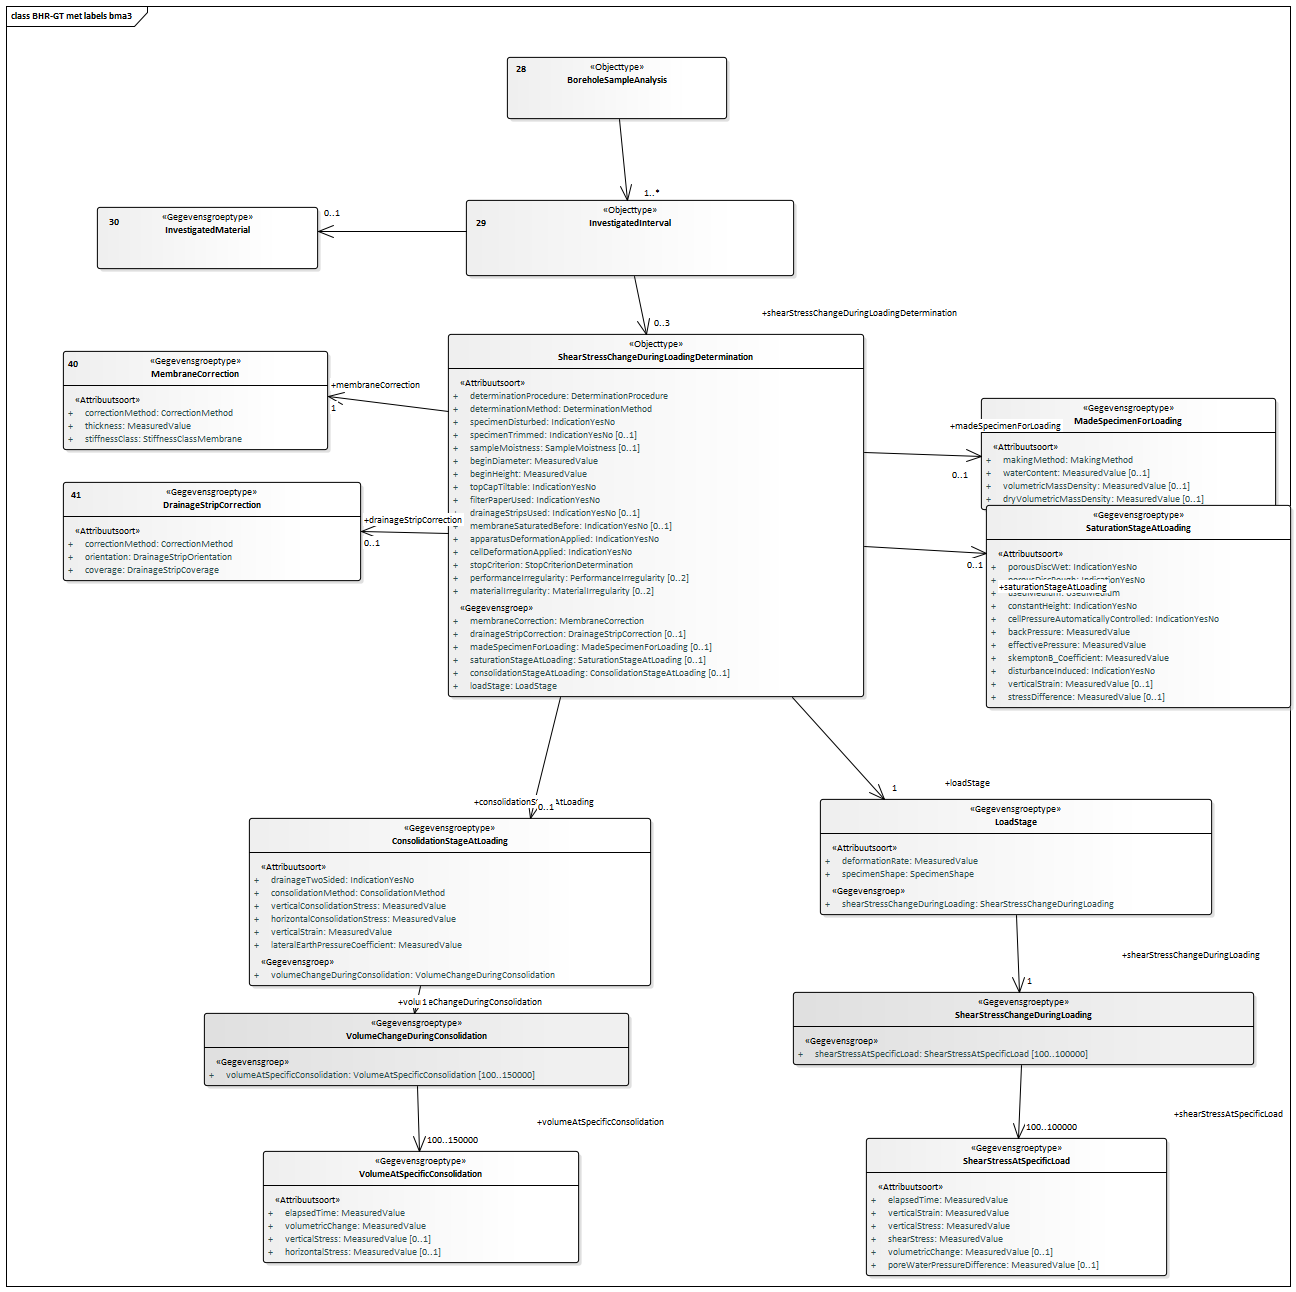 class BHR-GT met labels bma3
28
«Objecttype»
BoreholeSampleAnalysis
1..*
30
«Gegevensgroeptype»
InvestigatedMaterial
0..1
29
«Objecttype»
InvestigatedInterval
0..3
+shearStressChangeDuringLoadingDetermination
«Objecttype»
ShearStressChangeDuringLoadingDetermination
«Attribuutsoort»
+ determinationProcedure: DeterminationProcedure
+ determinationMethod: DeterminationMethod
+ specimenDisturbed: IndicationYesNo
+ specimenTrimmed: IndicationYesNo [0..1]
+ sampleMoistness: SampleMoistness [0..1]
+ beginDiameter: MeasuredValue
+ beginHeight: MeasuredValue
+ topCapTiltable: IndicationYesNo
+ filterPaperUsed: IndicationYesNo
+ drainageStripsUsed: IndicationYesNo [0..1]
+ membraneSaturatedBefore: IndicationYesNo [0..1]
+ apparatusDeformationApplied: IndicationYesNo
+ cellDeformationApplied: IndicationYesNo
+ stopCriterion: StopCriterionDetermination
+ performanceIrregularity: PerformanceIrregularity [0..2]
+ materialIrregularity: MaterialIrregularity [0..2]
«Gegevensgroep»
+ membraneCorrection: MembraneCorrection
+ drainageStripCorrection: DrainageStripCorrection [0..1]
+ madeSpecimenForLoading: MadeSpecimenForLoading [0..1]
+ saturationStageAtLoading: SaturationStageAtLoading [0..1]
+ consolidationStageAtLoading: ConsolidationStageAtLoading [0..1]
+ loadStage: LoadStage
40
«Gegevensgroeptype»
MembraneCorrection
«Attribuutsoort»
+ correctionMethod: CorrectionMethod
+ thickness: MeasuredValue
+ stiffnessClass: StiffnessClassMembrane
+membraneCorrection
1
41
«Gegevensgroeptype»
DrainageStripCorrection
«Attribuutsoort»
+ correctionMethod: CorrectionMethod
+ orientation: DrainageStripOrientation
+ coverage: DrainageStripCoverage
+drainageStripCorrection
0..1
«Gegevensgroeptype»
MadeSpecimenForLoading
+madeSpecimenForLoading
«Attribuutsoort»
+ makingMethod: MakingMethod
+ waterContent: MeasuredValue [0..1]
+ volumetricMassDensity: MeasuredValue [0..1]
+ dryVolumetricMassDensity: MeasuredValue [0..1]
0..1
«Gegevensgroeptype»
SaturationStageAtLoading
«Attribuutsoort»
+ porousDiscWet: IndicationYesNo
+ porousDiscRough: IndicationYesNo
+saturationStageAtLoading
+ usedMedium: UsedMedium
+ constantHeight: IndicationYesNo
+ cellPressureAutomaticallyControlled: IndicationYesNo
+ backPressure: MeasuredValue
+ effectivePressure: MeasuredValue
+ skemptonB_Coefficient: MeasuredValue
+ disturbanceInduced: IndicationYesNo
+ verticalStrain: MeasuredValue [0..1]
+ stressDifference: MeasuredValue [0..1]
0..1
+consolidationS AtLoading
0..1
«Gegevensgroeptype»
ConsolidationStageAtLoading
«Attribuutsoort»
+ drainageTwoSided: IndicationYesNo
+ consolidationMethod: ConsolidationMethod
+ verticalConsolidationStress: MeasuredValue
+ horizontalConsolidationStress: MeasuredValue
+ verticalStrain: MeasuredValue
+ lateralEarthPressureCoefficient: MeasuredValue
«Gegevensgroep»
+ volumeChangeDuringConsolidation: VolumeChangeDuringConsolidation
+volu 1 eChangeDuringConsolidation
«Gegevensgroeptype»
VolumeChangeDuringConsolidation
«Gegevensgroep»
+ volumeAtSpecificConsolidation: VolumeAtSpecificConsolidation [100..150000]
+volumeAtSpecificConsolidation
100..150000
«Gegevensgroeptype»
VolumeAtSpecificConsolidation
«Attribuutsoort»
+ elapsedTime: MeasuredValue
+ volumetricChange: MeasuredValue
+ verticalStress: MeasuredValue [0..1]
+ horizontalStress: MeasuredValue [0..1]
+loadStage
1
«Gegevensgroeptype»
LoadStage
«Attribuutsoort»
+ deformationRate: MeasuredValue
+ specimenShape: SpecimenShape
«Gegevensgroep»
+ shearStressChangeDuringLoading: ShearStressChangeDuringLoading
+shearStressChangeDuringLoading
1
«Gegevensgroeptype»
ShearStressChangeDuringLoading
«Gegevensgroep»
+ shearStressAtSpecificLoad: ShearStressAtSpecificLoad [100..100000]
+shearStressAtSpecificLoad
100..100000
«Gegevensgroeptype»
ShearStressAtSpecificLoad
«Attribuutsoort»
+ elapsedTime: MeasuredValue
+ verticalStrain: MeasuredValue
+ verticalStress: MeasuredValue
+ shearStress: MeasuredValue
+ volumetricChange: MeasuredValue [0..1]
+ poreWaterPressureDifference: MeasuredValue [0..1]